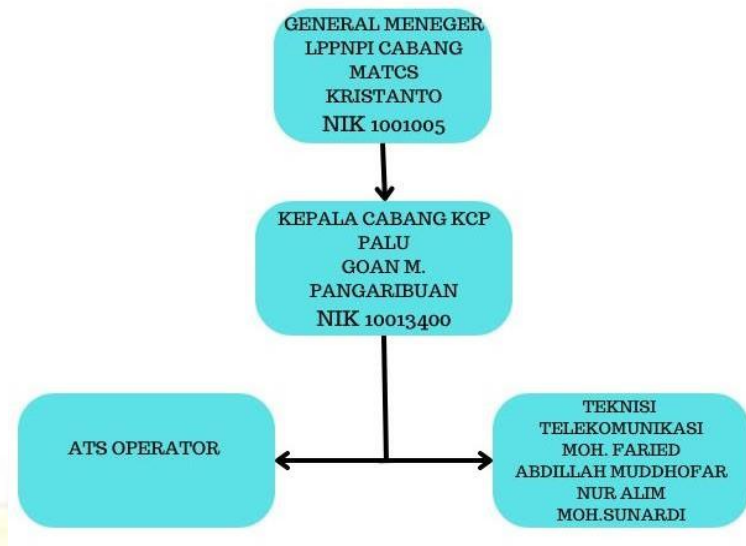 GENERAL MENEGER
LPPNPI CABANG
MATCS
KRISTANTO
NIK 1001005
KEPALA CABANG KCP
PALU
GOAN M.
PANGARIBUAN
NIK 10013400
ATS OPERATOR
TEKNISI
TELEKOMUNIKASI
MOH. FARIED
ABDILLAH MUDDHOFAR
NUR ALIM
MOH.SUNARDI